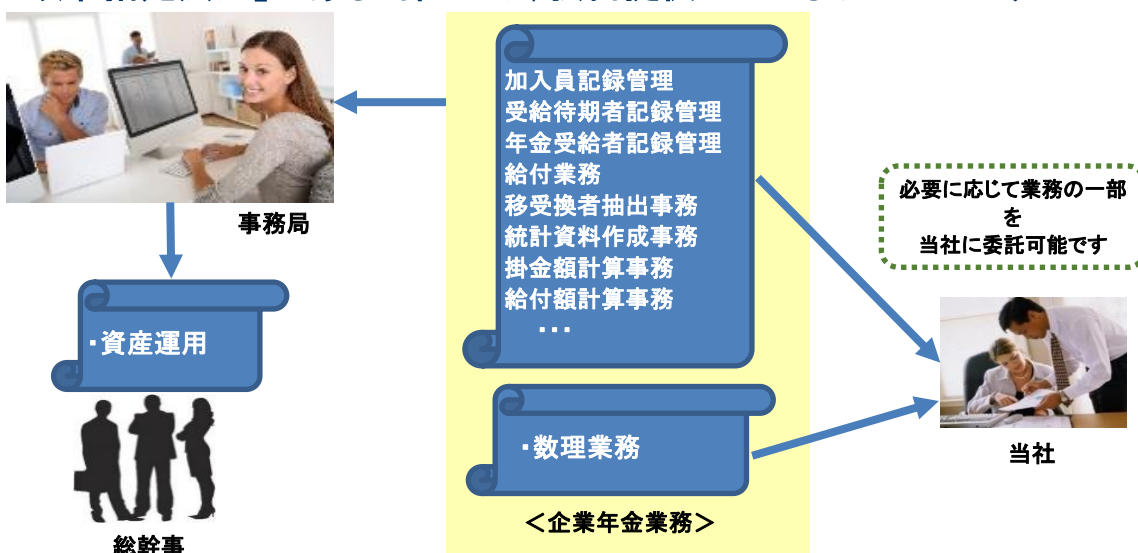 加入員記録管理
受給待期者記録管理
年金受給者記録管理
給付業務
移受換者抽出事務
統計資料作成事務
掛金額計算事務
給付額計算事務
・・・
事務局
必要に応じて業務の一部
を
当社に委託可能です
・資産運用
・数理業務
当社
＜企業年金業務＞
総幹事